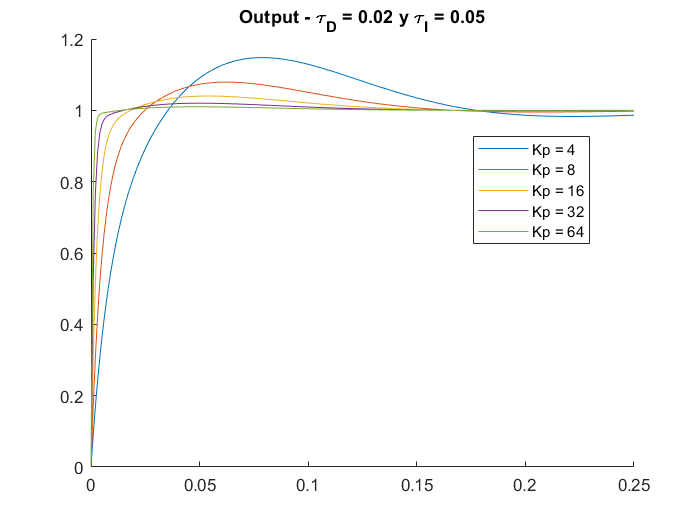 Output - τD = 0.02 y τI = 0.05
1.2
1
0.8
0.6
0.4
0.2
0
Kp = 4
Kp = 8
Kp = 16
Kp = 32
Kp = 64
0 0.05 0.1 0.15 0.2 0.25